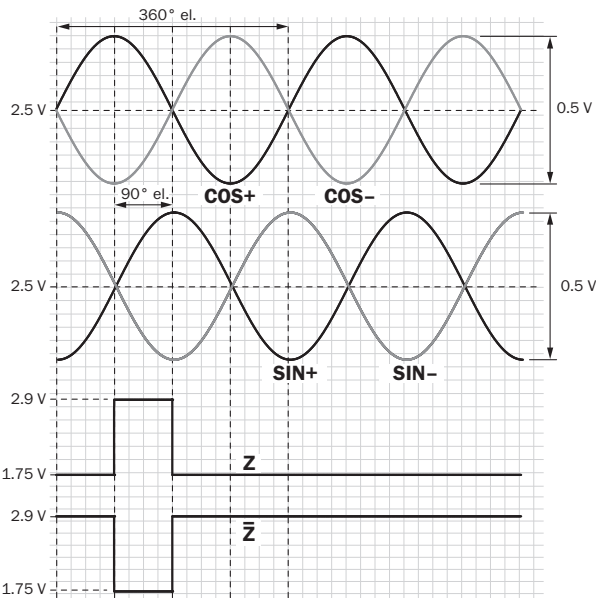 360° el.
2.5 V
0.5 V
90° el.
COS+
COS−
2.5 V
0.5 V
SIN+
SIN−
2.9 V
Z
1.75 V
2.9 V
Z̅
1.75 V